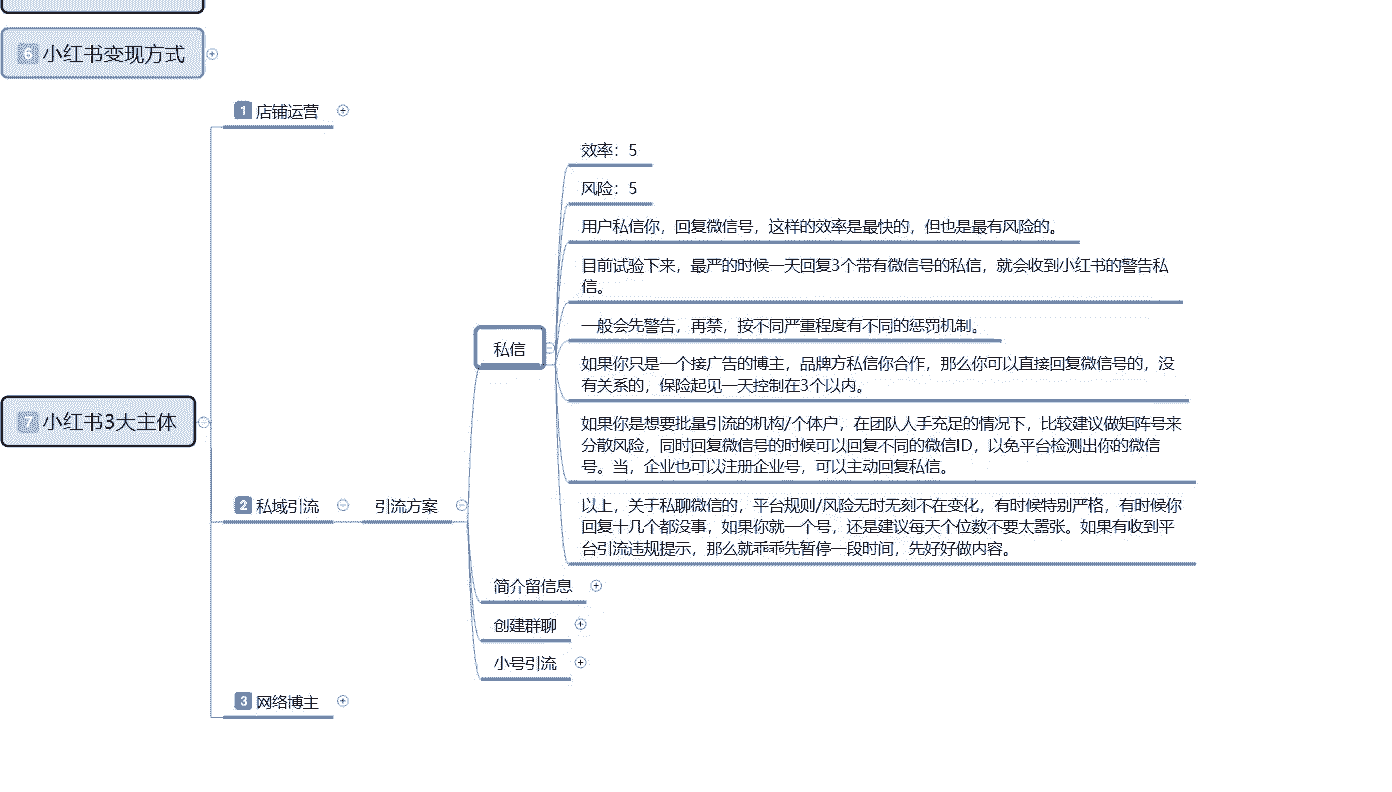 6 小红书变现方式
1 店铺运营
效率：5
风险：5
用户私信你，回复微信号，这样的效率是最快的，但也是最有风险的。
目前试验下来，最严的时候一天回复3个带有微信号的私信，就会收到小红书的警告私
信。
一般会先警告，再禁，按不同严重程度有不同的惩罚机制。
私信
如果你只是一个接广告的博主，品牌方私信你合作，那么你可以直接回复微信号的，没
有关系的，保险起见一天控制在3个以内。
7 小红书3大主体
如果你是想要批量引流的机构/个体户，在团队人手充足的情况下，比较建议做矩阵号来
分散风险，同时回复微信号的时候可以回复不同的微信ID，以免平台检测出你的微信
号。当，企业也可以注册企业号，可以主动回复私信。
2 私域引流
引流方案
以上，关于私聊微信的，平台规则/风险无时无刻不在变化，有时候特别严格，有时候你
回复十几个都没事，如果你就一个号，还是建议每天个位数不要太嚣张。如果有收到平
台引流违规提示，那么就乖乖先暂停一段时间，先好好做内容。
简介留信息
创建群聊
小号引流
3 网络博主